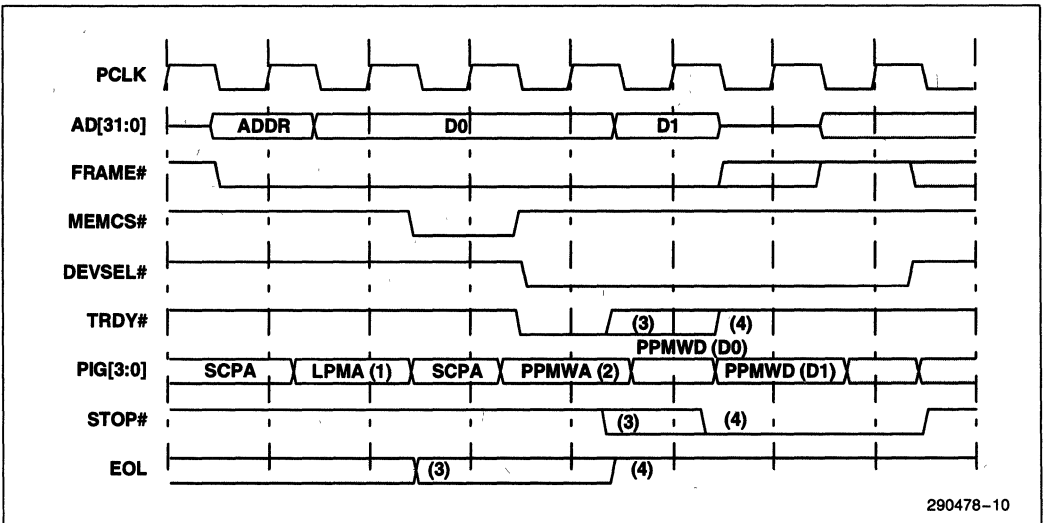 PCLK
AD[31:0] ADDR D0 D1
FRAME#
MEMCS#
DEVSEL#
TRDY# (3) (4)
PPMWD (D0)
PIG[3:0] SCPA LPMA (1) SCPA PPMWA (2) PPMWD (D1)
STOP# (3) (4)
EOL (3) (4)
290478-10